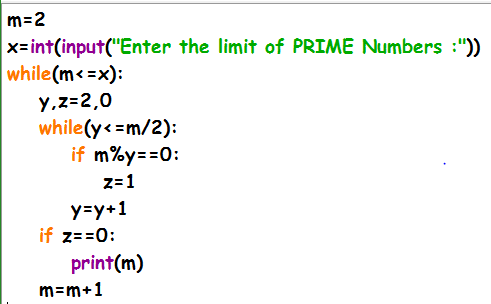 m=2
x=int(input("Enter the limit of PRIME Numbers :"))
while(m<=x):
    y,z=2,0
    while(y<=m/2):
        if m%y==0:
            z=1
        y=y+1
    if z==0:
        print(m)
    m=m+1